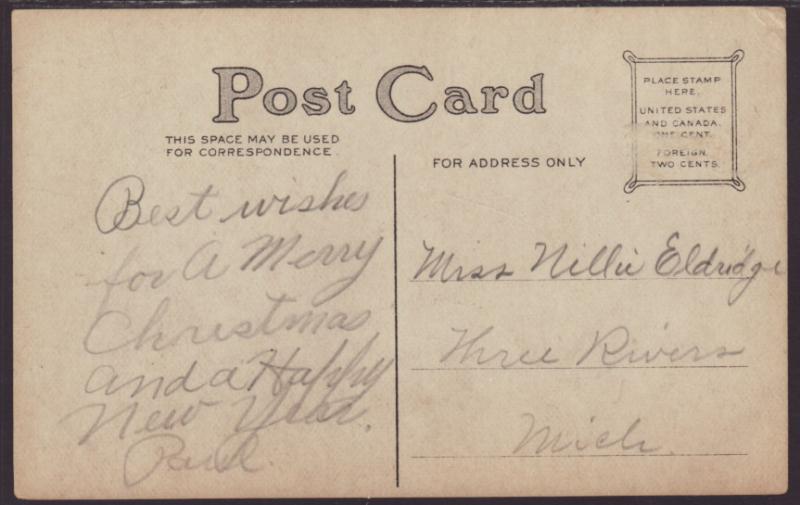 Post Card
THIS SPACE MAY BE USED
FOR CORRESPONDENCE.
FOR ADDRESS ONLY
PLACE STAMP
HERE.
UNITED STATES
AND CANADA.
ONE CENT.
FOREIGN.
TWO CENTS.
Best wishes
for A Merry
Christmas
and a Happy
New Year.
Paul.
Miss Nillie Eldridge
Three Rivers
Mich.